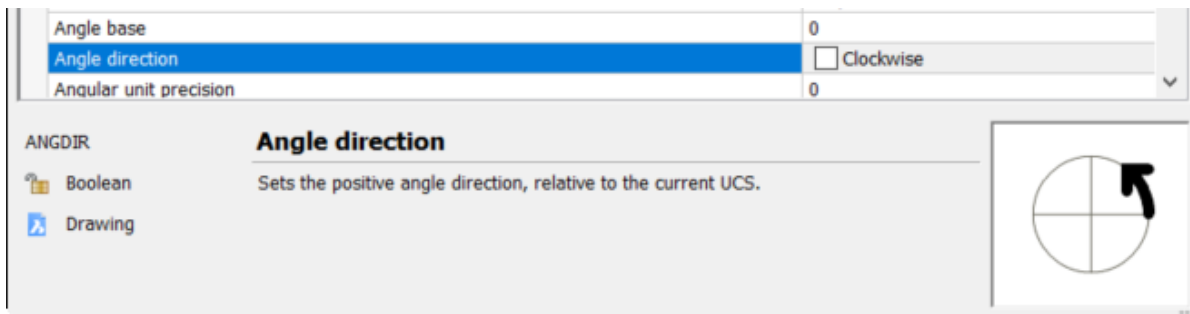 Angle base 0
Angle direction Clockwise
Angular unit precision 0
ANGDIR Angle direction
Boolean Sets the positive angle direction, relative to the current UCS.
Drawing